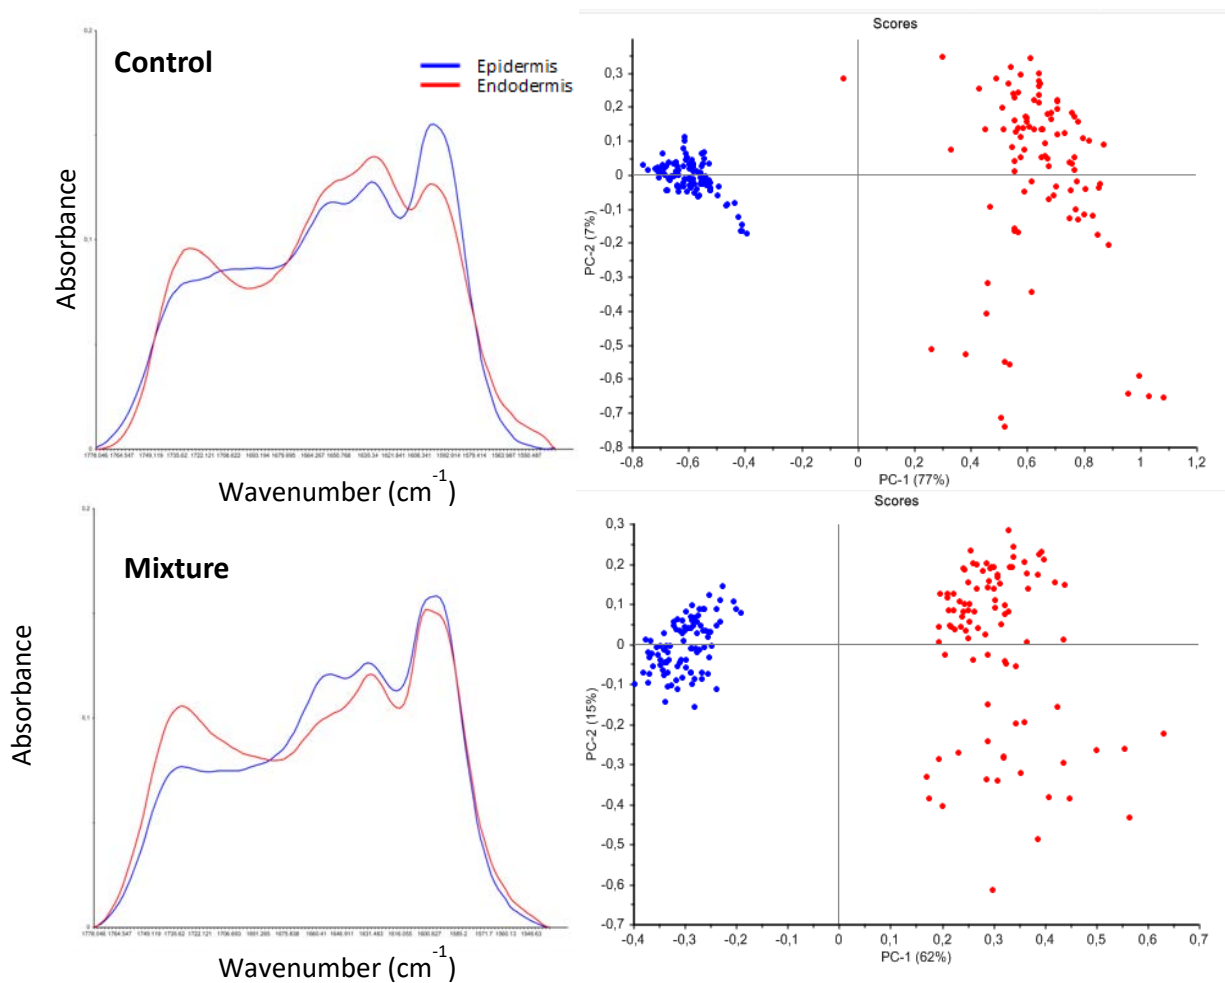 Control
Epidermis
Endodermis
0,2
0,1
0
Absorbance
Wavenumber (cm-1)
Scores
0,3
0,2
0,1
0
-0,1
-0,2
-0,3
-0,4
-0,5
-0,6
-0,7
-0,8
PC-2 (7%)
-0,8 -0,6 -0,4 -0,2 0 0,2 0,4 0,6 0,8 1 1,2
PC-1 (77%)
Mixture
0,1
0
Absorbance
Wavenumber (cm-1)
Scores
0,3
0,2
0,1
0
-0,1
-0,2
-0,3
-0,4
-0,5
-0,6
-0,7
PC-2 (15%)
-0,4 -0,3 -0,2 0 0,2 0,3 0,4 0,5 0,6 0,7
PC-1 (62%)